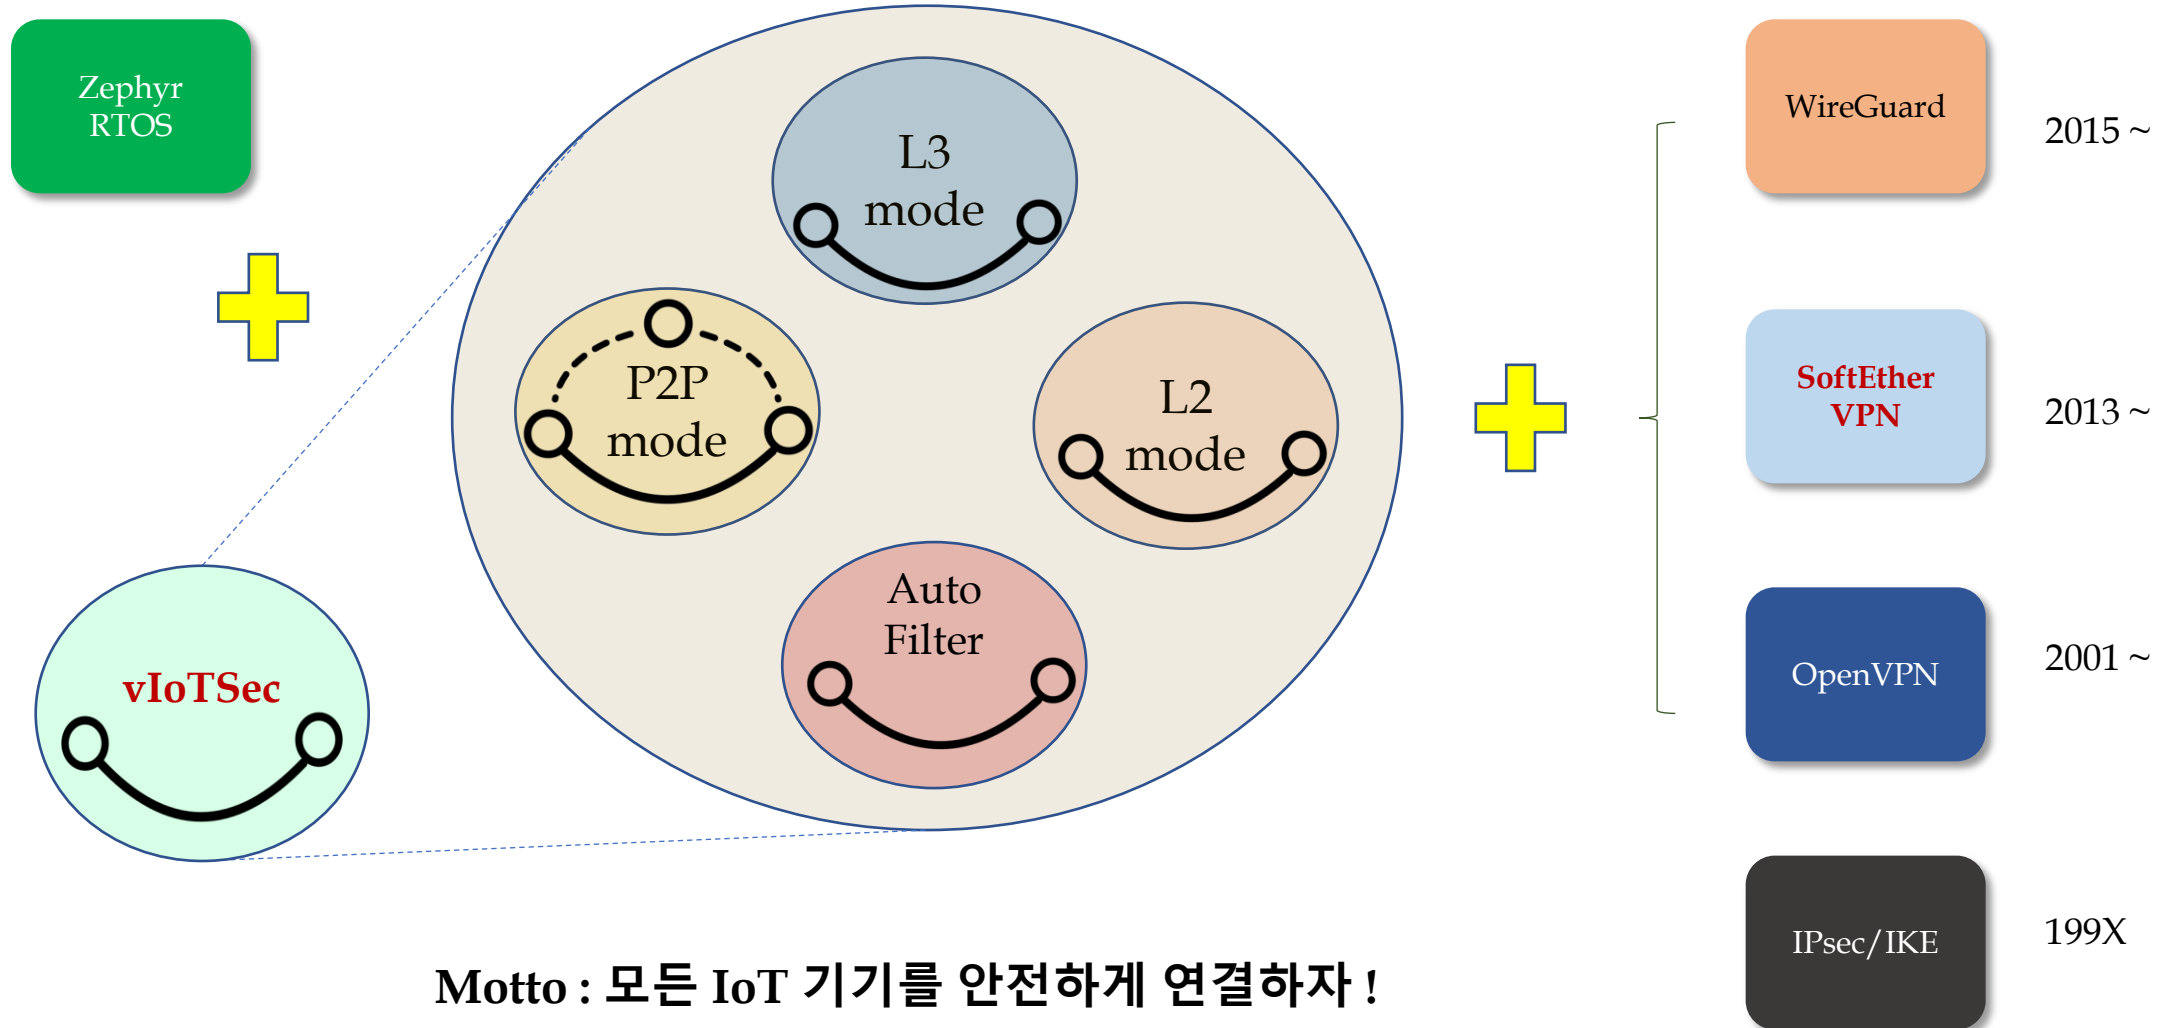 Zephyr
RTOS
vIoTSec
L3
mode
P2P
mode
L2
mode
Auto
Filter
WireGuard
2015 ~
SoftEther
VPN
2013 ~
OpenVPN
2001 ~
IPsec/IKE
199X
Motto : 모든 IoT 기기를 안전하게 연결하자 !